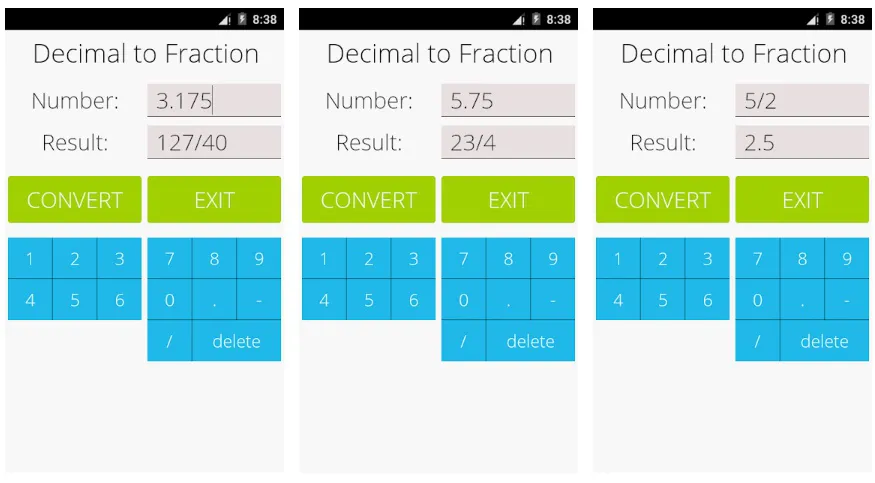 8:38
Decimal to Fraction
Number: 3.175
Result: 127/40
CONVERT EXIT
1 2 3 7 8 9
4 5 6 0 . -
/ delete
8:38
Decimal to Fraction
Number: 5.75
Result: 23/4
CONVERT EXIT
1 2 3 7 8 9
4 5 6 0 . -
/ delete
8:38
Decimal to Fraction
Number: 5/2
Result: 2.5
CONVERT EXIT
1 2 3 7 8 9
4 5 6 0 . -
/ delete